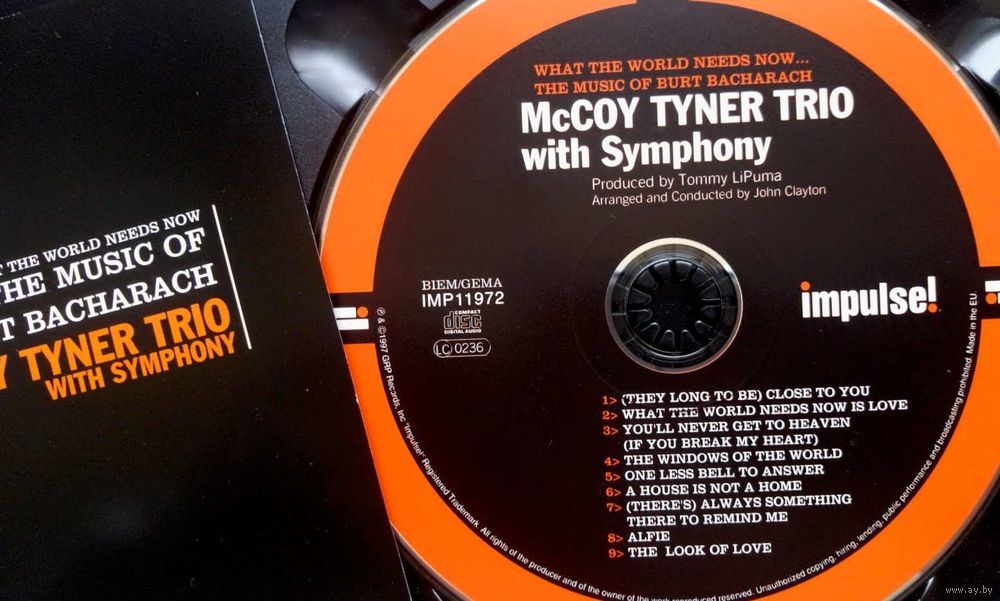 T THE WORLD NEEDS NOW
THE MUSIC OF
T BACHARACH
Y TYNER TRIO
WITH SYMPHONY
WHAT THE WORLD NEEDS NOW...
THE MUSIC OF BURT BACHARACH
McCOY TYNER TRIO
with Symphony
Produced by Tommy LiPuma
Arranged and Conducted by John Clayton
BIEM/GEMA
IMP11972
COMPACT
disc
DIGITAL AUDIO
LC 0236
impulse!
1> (THEY LONG TO BE) CLOSE TO YOU
2> WHAT THE WORLD NEEDS NOW IS LOVE
3> YOU'LL NEVER GET TO HEAVEN
(IF YOU BREAK MY HEART)
4> THE WINDOWS OF THE WORLD
5> ONE LESS BELL TO ANSWER
6> A HOUSE IS NOT A HOME
7> (THERE'S) ALWAYS SOMETHING
THERE TO REMIND ME
8> ALFIE
9> THE LOOK OF LOVE
℗ & © 1997 GRP Records, Inc "Impulse!" Registered Trademark. All rights of the producer and of the owner of the work reproduced reserved. Unauthorized copying, hiring, lending, public performance and broadcasting prohibited. Made in the EU.
www.ay.by